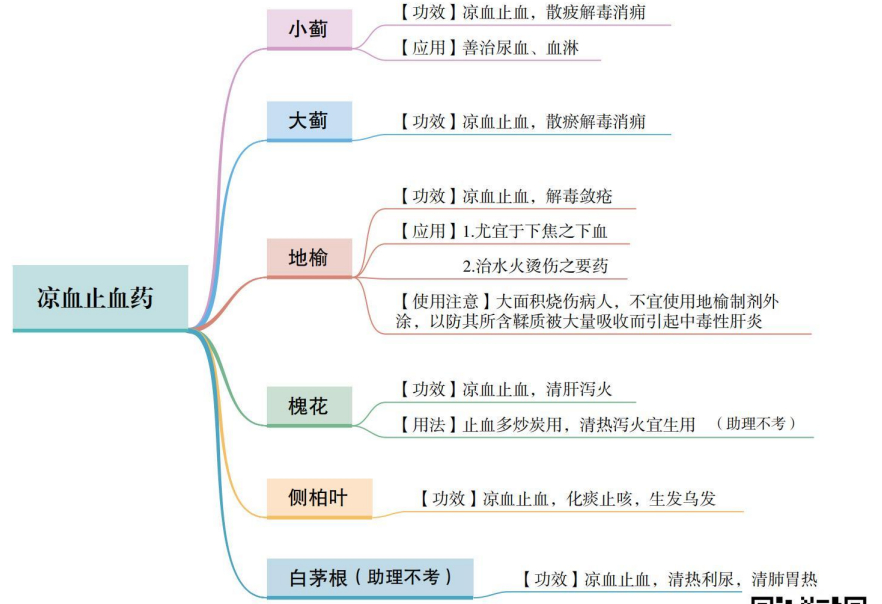 凉血止血药
小蓟
【功效】凉血止血，散疲解毒消痈
【应用】善治尿血、血淋
大蓟
【功效】凉血止血，散瘀解毒消痈
地榆
【功效】凉血止血，解毒敛疮
【应用】1.尤宜于下焦之下血
2.治水火烫伤之要药
【使用注意】大面积烧伤病人，不宜使用地榆制剂外
涂，以防其所含鞣质被大量吸收而引起中毒性肝炎
槐花
【功效】凉血止血，清肝泻火
【用法】止血多炒炭用，清热泻火宜生用 （助理不考）
侧柏叶
【功效】凉血止血，化痰止咳，生发乌发
白茅根（助理不考）
【功效】凉血止血，清热利尿，清肺胃热